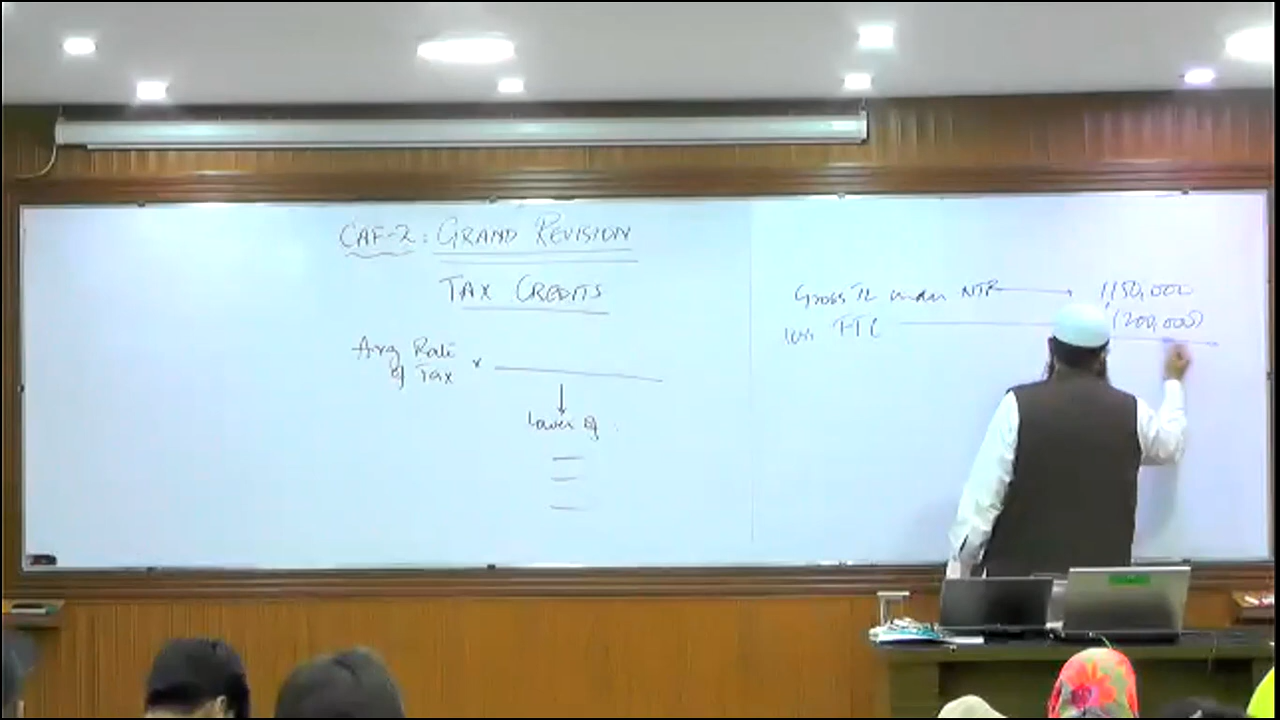 CAF-2: GRAND REVISION
TAX CREDITS
Avg Rate
of Tax ×
Lower of
Gross TL under NTR → 1,150,000
less FTC (200,000)